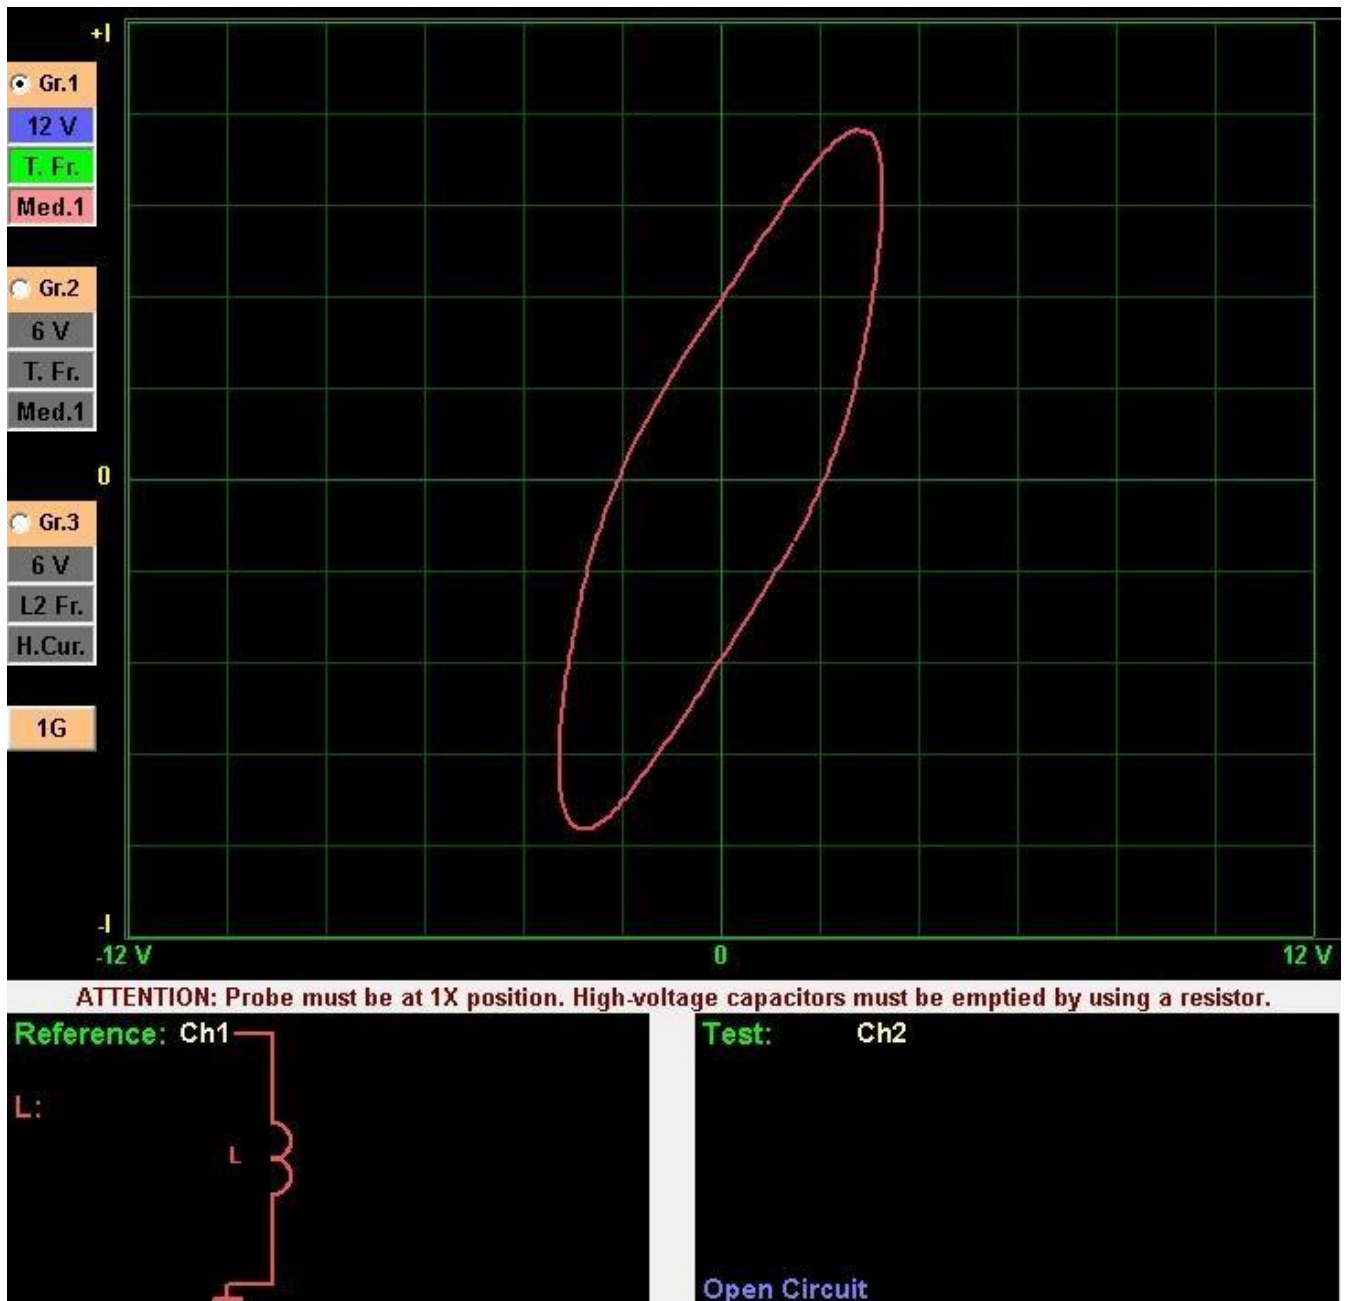 +I
Gr.1
12 V
T. Fr.
Med.1
Gr.2
6 V
T. Fr.
Med.1
0
Gr.3
6 V
L2 Fr.
H.Cur.
1G
-I
-12 V 0 12 V
ATTENTION: Probe must be at 1X position. High-voltage capacitors must be emptied by using a resistor.
Reference: Ch1
L:
L
Test: Ch2
Open Circuit